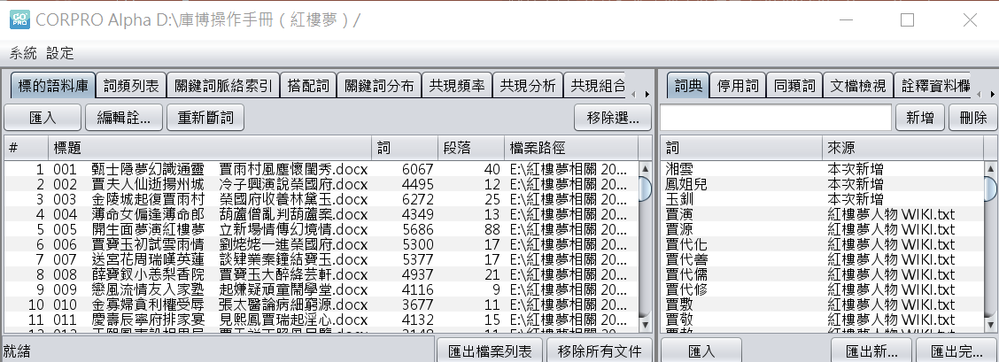 GO PRO CORPRO Alpha D:\庫博操作手冊（紅樓夢）/
系統 設定
標的語料庫 詞頻列表 關鍵詞脈絡索引 搭配詞 關鍵詞分布 共現頻率 共現分析 共現組合
匯入 編輯詮... 重新斷詞 移除選...
# 標題 詞 段落 檔案路徑
1 001 甄士隱夢幻識通靈 賈雨村風塵懷閨秀.docx 6067 40 E:\紅樓夢相關 20...
2 002 賈夫人仙逝揚州城 冷子興演說榮國府.docx 4495 12 E:\紅樓夢相關 20...
3 003 金陵城起復賈雨村 榮國府收養林黛玉.docx 6272 25 E:\紅樓夢相關 20...
4 004 薄命女偏逢薄命郎 葫蘆僧亂判葫蘆案.docx 4349 13 E:\紅樓夢相關 20...
5 005 開生面夢演紅樓夢 立新場情傳幻境情.docx 5686 88 E:\紅樓夢相關 20...
6 006 賈寶玉初試雲雨情 劉姥姥一進榮國府.docx 5300 17 E:\紅樓夢相關 20...
7 007 送宮花周瑞嘆英蓮 談肄業秦鐘結寶玉.docx 5377 17 E:\紅樓夢相關 20...
8 008 薛寶釵小恙梨香院 賈寶玉大醉絳芸軒.docx 4937 21 E:\紅樓夢相關 20...
9 009 戀風流情友入家塾 起嫌疑頑童鬧學堂.docx 4116 9 E:\紅樓夢相關 20...
10 010 金寡婦貪利權受辱 張太醫論病細窮源.docx 3677 11 E:\紅樓夢相關 20...
11 011 慶壽辰寧府排家宴 見熙鳳賈瑞起淫心.docx 4132 15 E:\紅樓夢相關 20...
就緒 匯出檔案列表 移除所有文件
詞典 停用詞 同類詞 文檔檢視 詮釋資料欄
新增 刪除
詞 來源
湘雲 本次新增
鳳姐兒 本次新增
玉釧 本次新增
賈演 紅樓夢人物 WIKI.txt
賈源 紅樓夢人物 WIKI.txt
賈代化 紅樓夢人物 WIKI.txt
賈代善 紅樓夢人物 WIKI.txt
賈代儒 紅樓夢人物 WIKI.txt
賈代修 紅樓夢人物 WIKI.txt
賈敷 紅樓夢人物 WIKI.txt
賈敬 紅樓夢人物 WIKI.txt
匯入 匯出新... 匯出完...